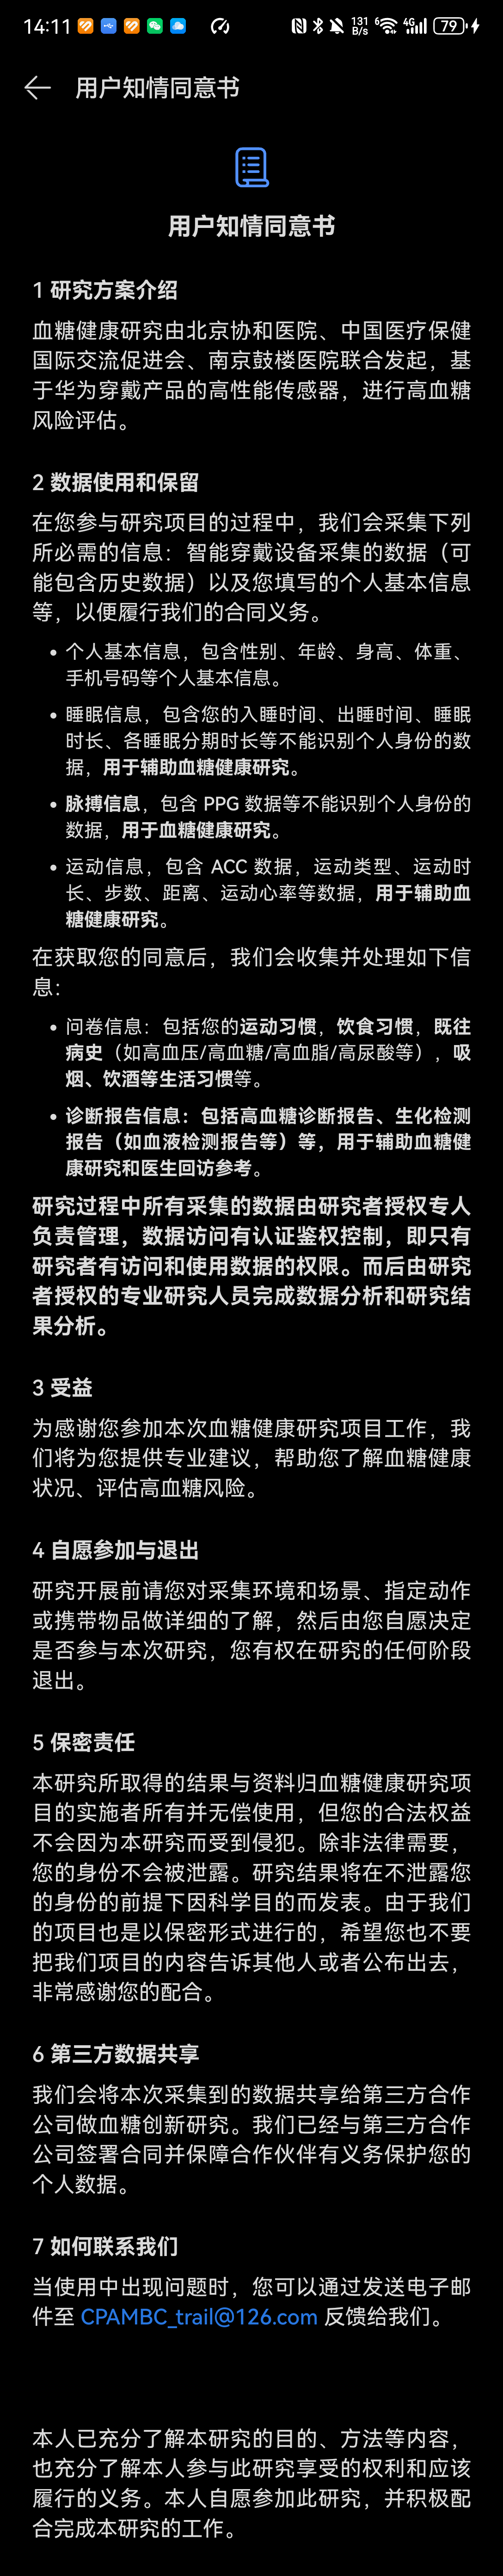 14:11 131 B/s 6 4G 79
用户知情同意书
用户知情同意书
1 研究方案介绍
血糖健康研究由北京协和医院、中国医疗保健
国际交流促进会、南京鼓楼医院联合发起，基
于华为穿戴产品的高性能传感器，进行高血糖
风险评估。
2 数据使用和保留
在您参与研究项目的过程中，我们会采集下列
所必需的信息：智能穿戴设备采集的数据（可
能包含历史数据）以及您填写的个人基本信息
等，以便履行我们的合同义务。
• 个人基本信息，包含性别、年龄、身高、体重、
手机号码等个人基本信息。
• 睡眠信息，包含您的入睡时间、出睡时间、睡眠
时长、各睡眠分期时长等不能识别个人身份的数
据，用于辅助血糖健康研究。
• 脉搏信息，包含 PPG 数据等不能识别个人身份的
数据，用于血糖健康研究。
• 运动信息，包含 ACC 数据，运动类型、运动时
长、步数、距离、运动心率等数据，用于辅助血
糖健康研究。
在获取您的同意后，我们会收集并处理如下信
息：
• 问卷信息：包括您的运动习惯，饮食习惯，既往
病史（如高血压/高血糖/高血脂/高尿酸等），吸
烟、饮酒等生活习惯等。
• 诊断报告信息：包括高血糖诊断报告、生化检测
报告（如血液检测报告等）等，用于辅助血糖健
康研究和医生回访参考。
研究过程中所有采集的数据由研究者授权专人
负责管理，数据访问有认证鉴权控制，即只有
研究者有访问和使用数据的权限。而后由研究
者授权的专业研究人员完成数据分析和研究结
果分析。
3 受益
为感谢您参加本次血糖健康研究项目工作，我
们将为您提供专业建议，帮助您了解血糖健康
状况、评估高血糖风险。
4 自愿参加与退出
研究开展前请您对采集环境和场景、指定动作
或携带物品做详细的了解，然后由您自愿决定
是否参与本次研究，您有权在研究的任何阶段
退出。
5 保密责任
本研究所取得的结果与资料归血糖健康研究项
目的实施者所有并无偿使用，但您的合法权益
不会因为本研究而受到侵犯。除非法律需要，
您的身份不会被泄露。研究结果将在不泄露您
的身份的前提下因科学目的而发表。由于我们
的项目也是以保密形式进行的，希望您也不要
把我们项目的内容告诉其他人或者公布出去，
非常感谢您的配合。
6 第三方数据共享
我们会将本次采集到的数据共享给第三方合作
公司做血糖创新研究。我们已经与第三方合作
公司签署合同并保障合作伙伴有义务保护您的
个人数据。
7 如何联系我们
当使用中出现问题时，您可以通过发送电子邮
件至 CPAMBC_trail@126.com 反馈给我们。
本人已充分了解本研究的目的、方法等内容，
也充分了解本人参与此研究享受的权利和应该
履行的义务。本人自愿参加此研究，并积极配
合完成本研究的工作。